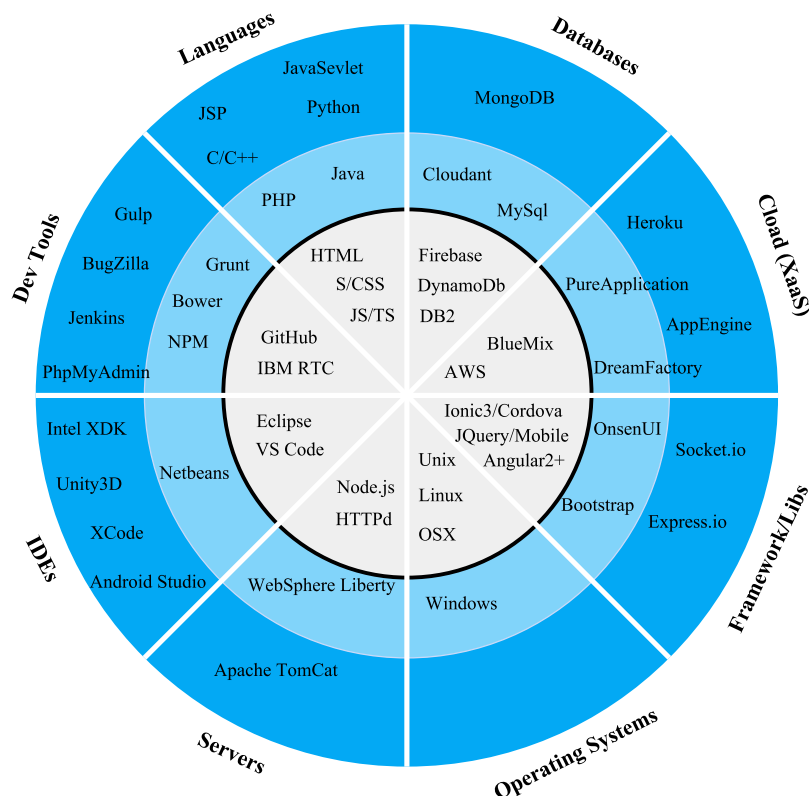 Languages
JavaSevlet
JSP
Python
C/C++
Java
PHP
HTML
S/CSS
JS/TS
Databases
MongoDB
Cloudant
MySql
Firebase
DynamoDb
DB2
Cload (XaaS)
Heroku
PureApplication
AppEngine
DreamFactory
BlueMix
AWS
Framework/Libs
Ionic3/Cordova
JQuery/Mobile
Angular2+
OnsenUI
Bootstrap
Socket.io
Express.io
Operating Systems
Unix
Linux
OSX
Windows
Servers
Node.js
HTTPd
WebSphere Liberty
Apache TomCat
IDEs
Eclipse
VS Code
Netbeans
Intel XDK
Unity3D
XCode
Android Studio
Dev Tools
Gulp
BugZilla
Jenkins
PhpMyAdmin
Grunt
Bower
NPM
GitHub
IBM RTC